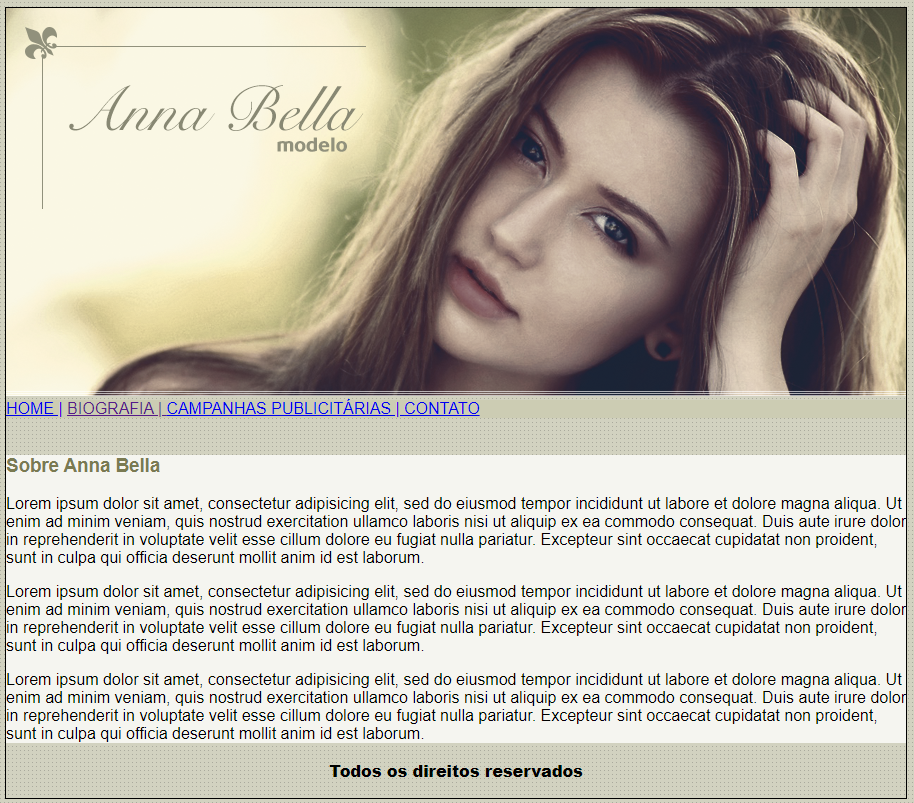 Anna Bella
modelo
HOME | BIOGRAFIA | CAMPANHAS PUBLICITÁRIAS | CONTATO
Sobre Anna Bella
Lorem ipsum dolor sit amet, consectetur adipisicing elit, sed do eiusmod tempor incididunt ut labore et dolore magna aliqua. Ut
enim ad minim veniam, quis nostrud exercitation ullamco laboris nisi ut aliquip ex ea commodo consequat. Duis aute irure dolor
in reprehenderit in voluptate velit esse cillum dolore eu fugiat nulla pariatur. Excepteur sint occaecat cupidatat non proident,
sunt in culpa qui officia deserunt mollit anim id est laborum.
Lorem ipsum dolor sit amet, consectetur adipisicing elit, sed do eiusmod tempor incididunt ut labore et dolore magna aliqua. Ut
enim ad minim veniam, quis nostrud exercitation ullamco laboris nisi ut aliquip ex ea commodo consequat. Duis aute irure dolor
in reprehenderit in voluptate velit esse cillum dolore eu fugiat nulla pariatur. Excepteur sint occaecat cupidatat non proident,
sunt in culpa qui officia deserunt mollit anim id est laborum.
Lorem ipsum dolor sit amet, consectetur adipisicing elit, sed do eiusmod tempor incididunt ut labore et dolore magna aliqua. Ut
enim ad minim veniam, quis nostrud exercitation ullamco laboris nisi ut aliquip ex ea commodo consequat. Duis aute irure dolor
in reprehenderit in voluptate velit esse cillum dolore eu fugiat nulla pariatur. Excepteur sint occaecat cupidatat non proident,
sunt in culpa qui officia deserunt mollit anim id est laborum.
Todos os direitos reservados